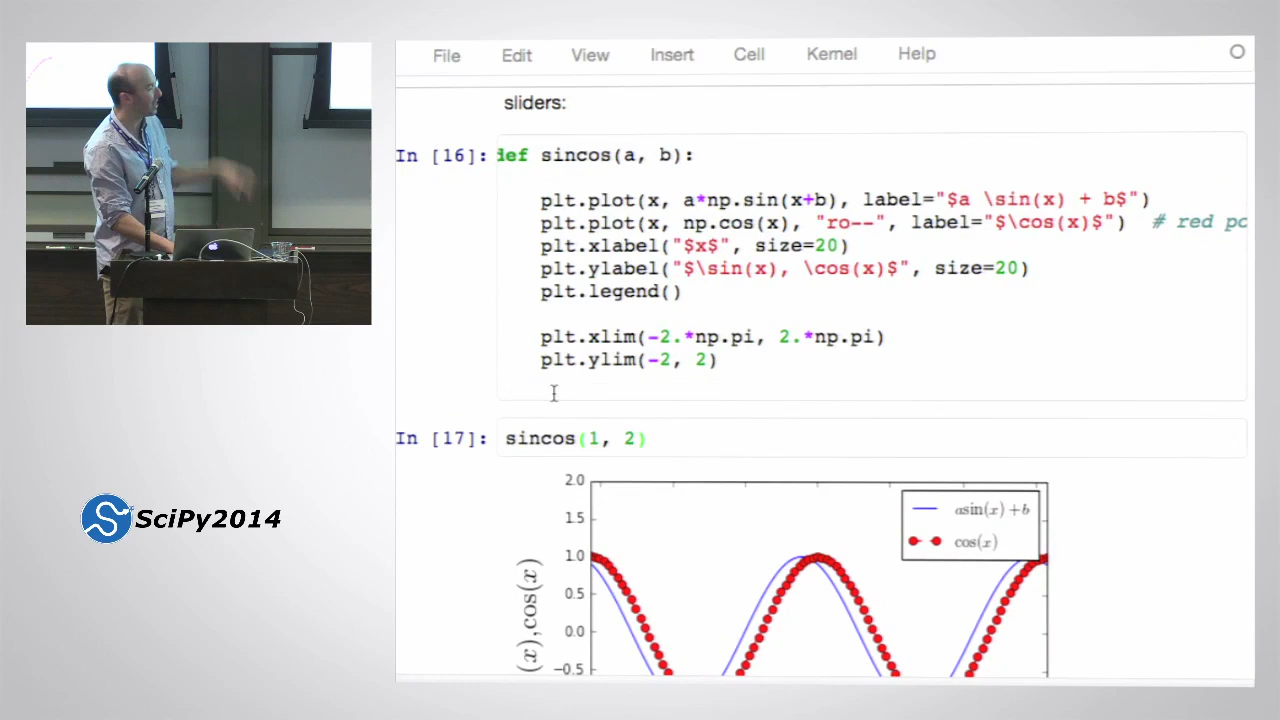 File Edit View Insert Cell Kernel Help
sliders:
In [16]: def sincos(a, b):
plt.plot(x, a*np.sin(x+b), label="$a \sin(x) + b$")
plt.plot(x, np.cos(x), "ro--", label="$\cos(x)$") # red po
plt.xlabel("$x$", size=20)
plt.ylabel("$\sin(x), \cos(x)$", size=20)
plt.legend()
plt.xlim(-2.*np.pi, 2.*np.pi)
plt.ylim(-2, 2)
In [17]: sincos(1, 2)
2.0
1.5
1.0
0.5
0.0
−0.5
(x),cos(x)
asin(x)+b
cos(x)
SciPy2014